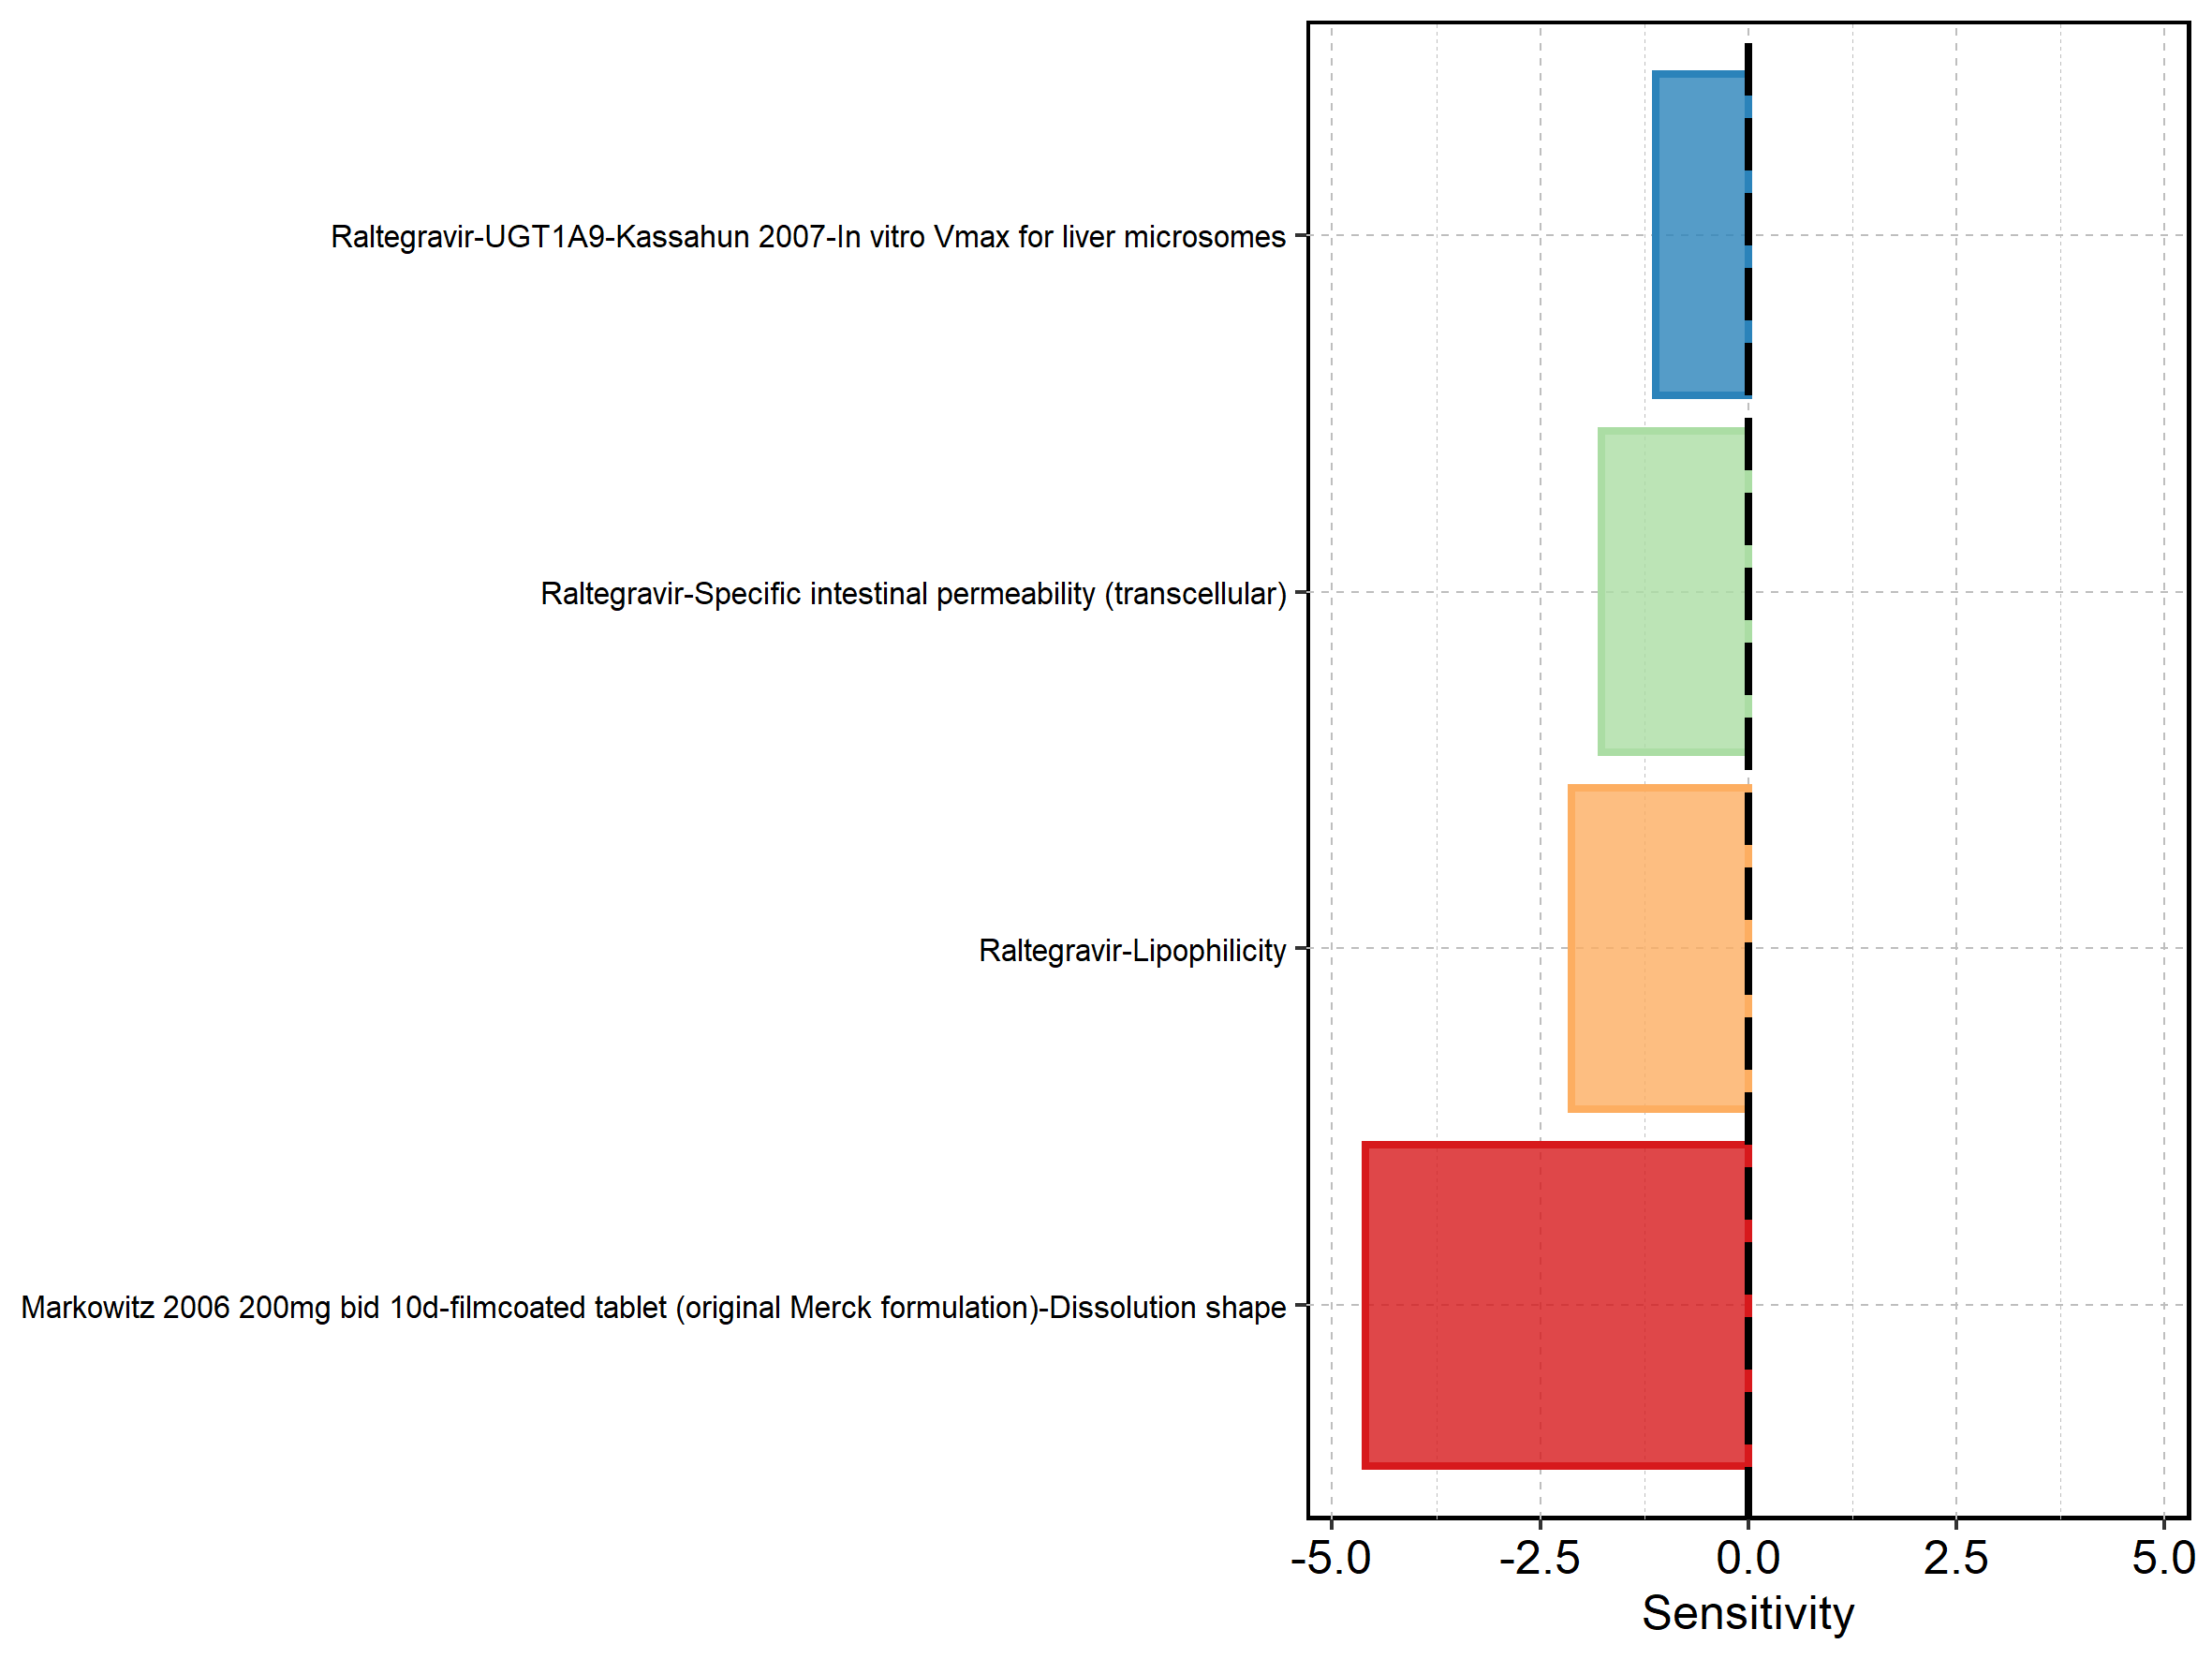 Raltegravir-UGT1A9-Kassahun 2007-In vitro Vmax for liver microsomes
Raltegravir-Specific intestinal permeability (transcellular)
Raltegravir-Lipophilicity
Markowitz 2006 200mg bid 10d-filmcoated tablet (original Merck formulation)-Dissolution shape
-5.0 -2.5 0.0 2.5 5.0
Sensitivity